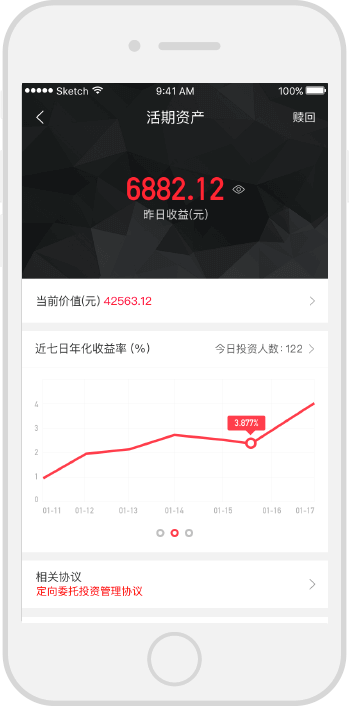 Sketch 9:41 AM 100%
活期资产 赎回
6882.12
昨日收益(元)
当前价值(元) 42563.12
近七日年化收益率 (%) 今日投资人数: 122
4
3.877%
3
2
1
0
01-11 01-12 01-13 01-14 01-15 01-16 01-17
相关协议
定向委托投资管理协议